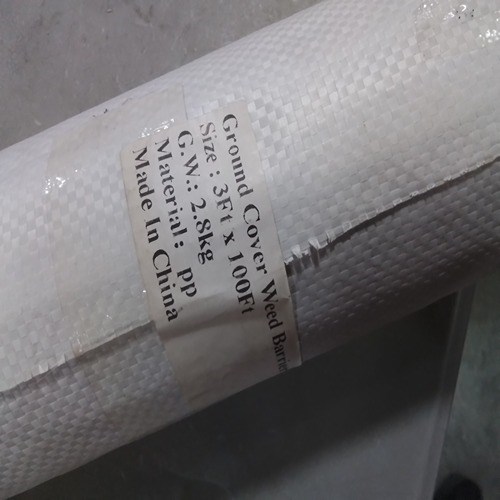 Ground Cover Weed Barrier
Size : 3Ft x 100Ft
G.W.: 2.8kg
Material: pp
Made In China